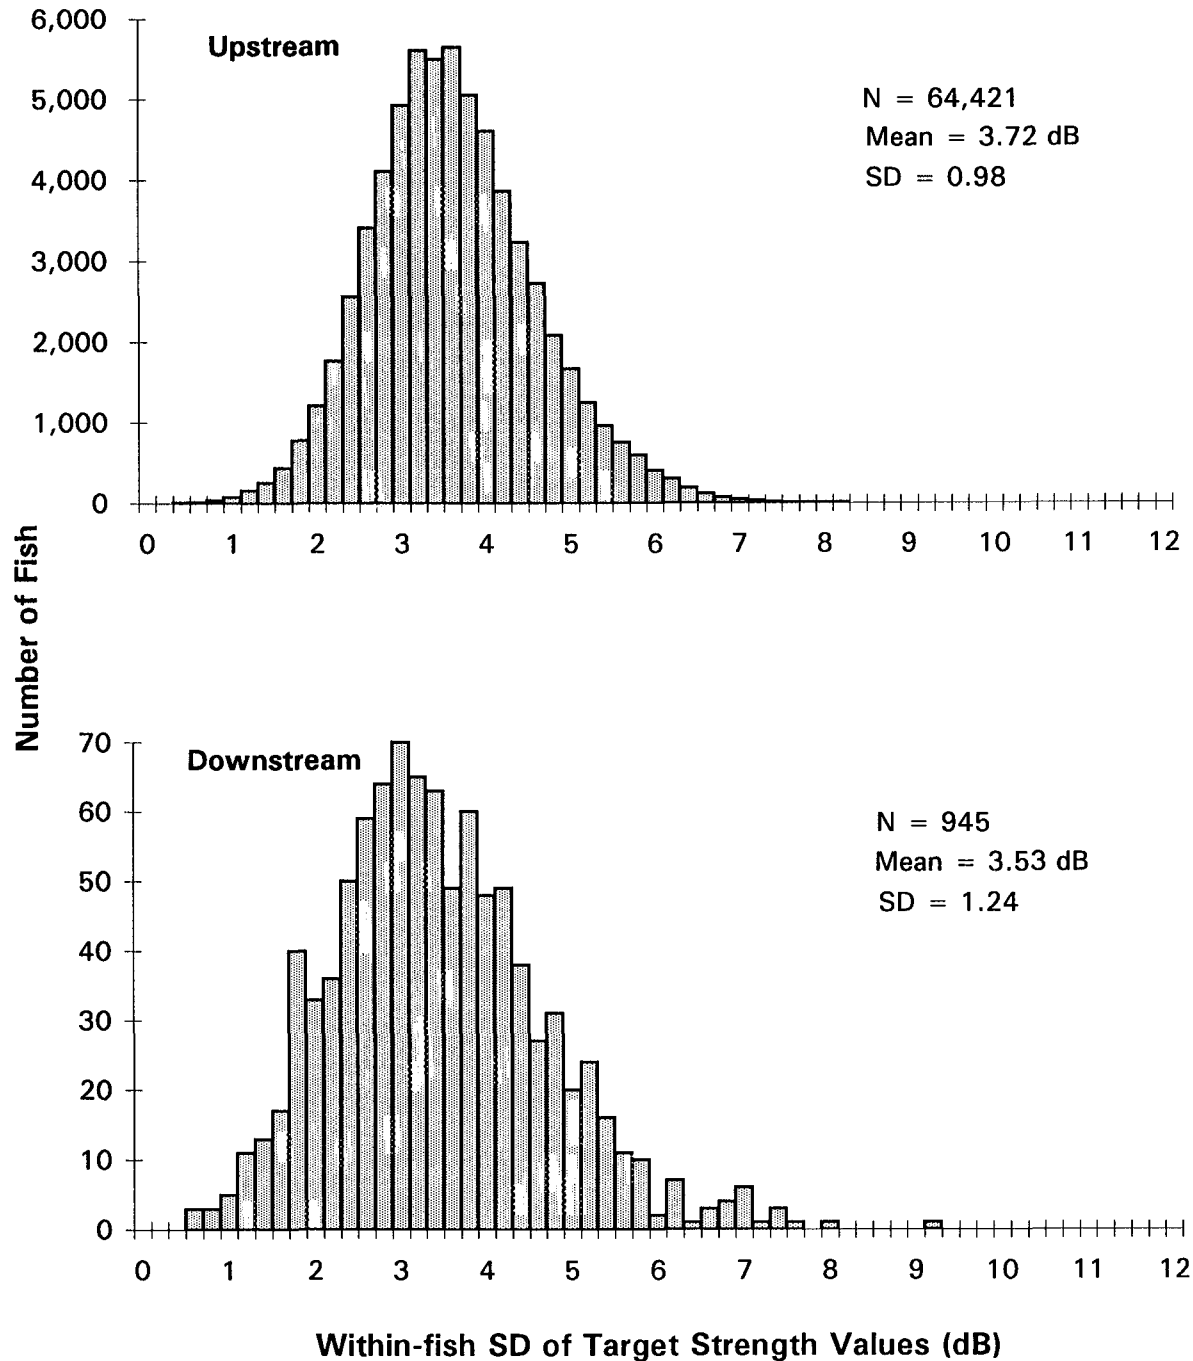 6,000
Upstream
5,000
4,000
3,000
2,000
1,000
0
N = 64,421
Mean = 3.72 dB
SD = 0.98
0 1 2 3 4 5 6 7 8 9 10 11 12
Number of Fish
70
Downstream
60
50
40
30
20
10
0
N = 945
Mean = 3.53 dB
SD = 1.24
0 1 2 3 4 5 6 7 8 9 10 11 12
Within-fish SD of Target Strength Values (dB)